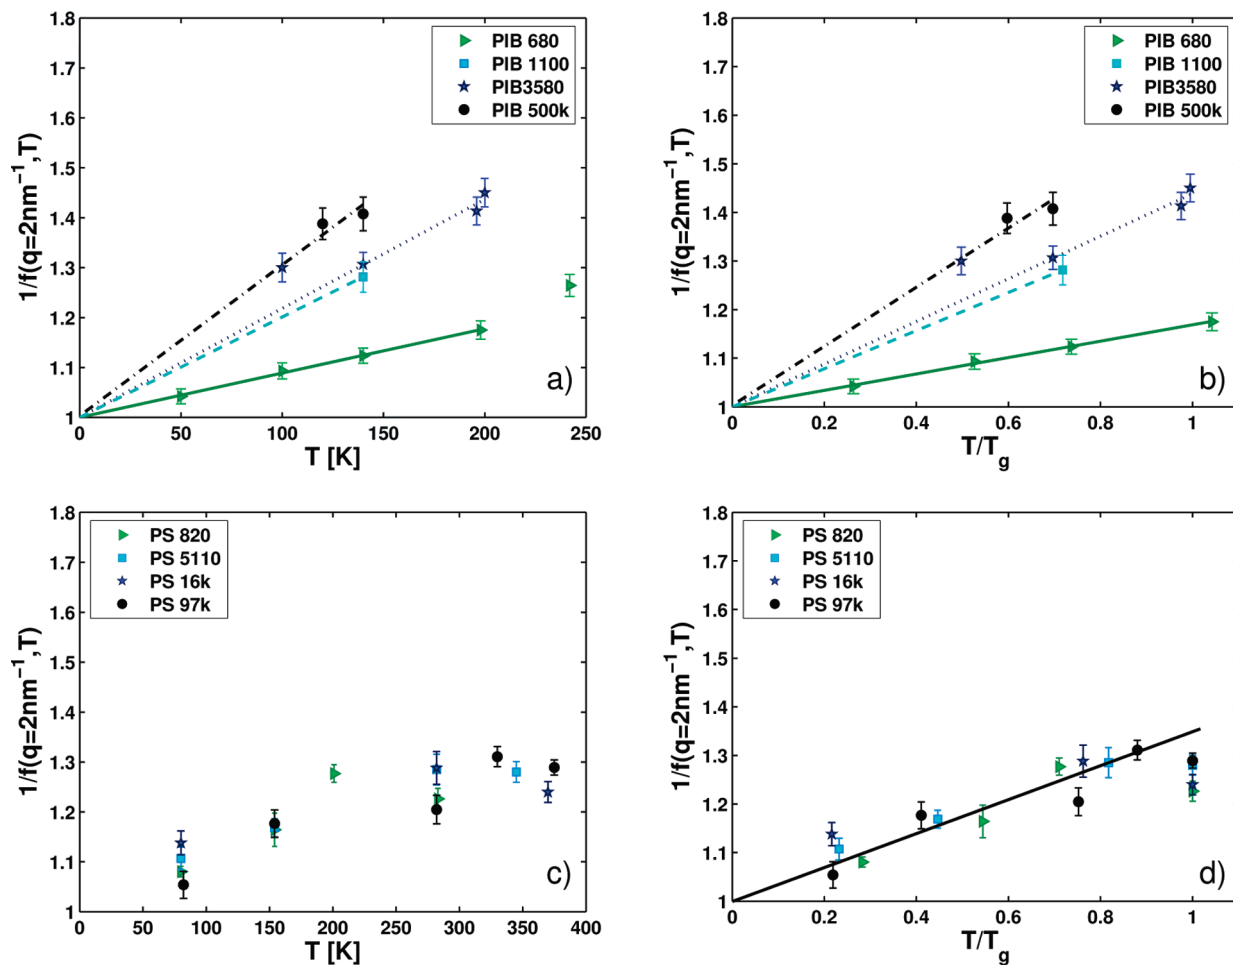 1.8
1.7
1.6
1.5
1.4
1.3
1.2
1.1
1
0
50
100
150
200
250
1/f(q=2nm⁻¹,T)
T [K]
PIB 680
PIB 1100
PIB3580
PIB 500k
a)
1.8
1.7
1.6
1.5
1.4
1.3
1.2
1.1
1
0
0.2
0.4
0.6
0.8
1
1/f(q=2nm⁻¹,T)
T/Tg
PIB 680
PIB 1100
PIB3580
PIB 500k
b)
1.8
1.7
1.6
1.5
1.4
1.3
1.2
1.1
1
0
50
100
150
200
250
300
350
400
1/f(q=2nm⁻¹,T)
T [K]
PS 820
PS 5110
PS 16k
PS 97k
c)
1.8
1.7
1.6
1.5
1.4
1.3
1.2
1.1
1
0
0.2
0.4
0.6
0.8
1
1/f(q=2nm⁻¹,T)
T/Tg
PS 820
PS 5110
PS 16k
PS 97k
d)